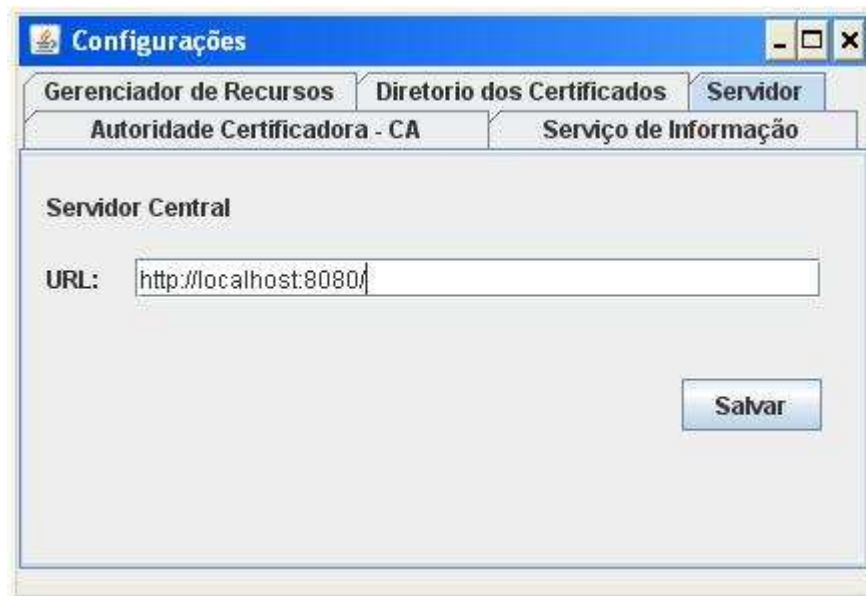 Configurações
Gerenciador de Recursos Diretorio dos Certificados Servidor
Autoridade Certificadora - CA Serviço de Informação
Servidor Central
URL: http://localhost:8080/
Salvar